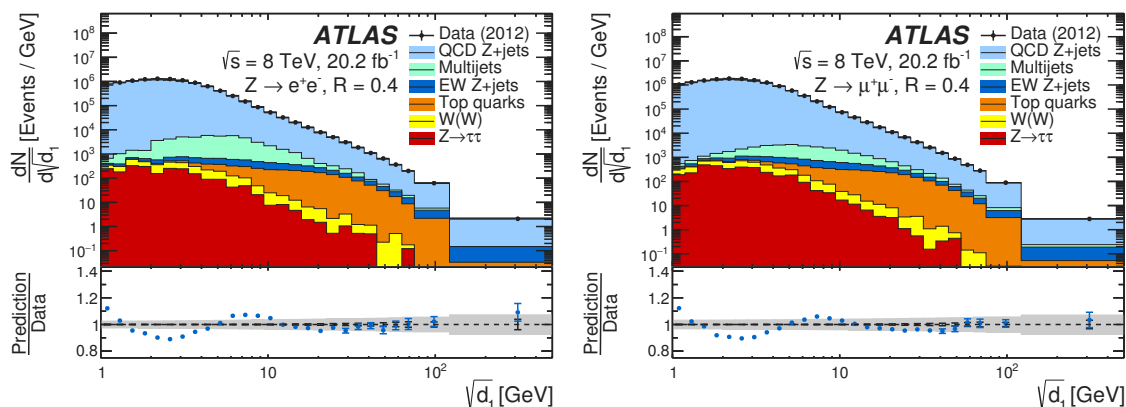 ATLAS
√s = 8 TeV, 20.2 fb⁻¹
Z → e⁺e⁻, R = 0.4
Data (2012)
QCD Z+jets
Multijets
EW Z+jets
Top quarks
W(W)
Z→ττ
dN/d√d₁ [Events / GeV]
10⁸
10⁷
10⁶
10⁵
10⁴
10³
10²
10
1
10⁻¹
Prediction
Data
1.4
1.2
1
0.8
1 10 10²
√d₁ [GeV]
ATLAS
√s = 8 TeV, 20.2 fb⁻¹
Z → μ⁺μ⁻, R = 0.4
Data (2012)
QCD Z+jets
Multijets
EW Z+jets
Top quarks
W(W)
Z→ττ
dN/d√d₁ [Events / GeV]
10⁸
10⁷
10⁶
10⁵
10⁴
10³
10²
10
1
10⁻¹
Prediction
Data
1.4
1.2
1
0.8
1 10 10²
√d₁ [GeV]